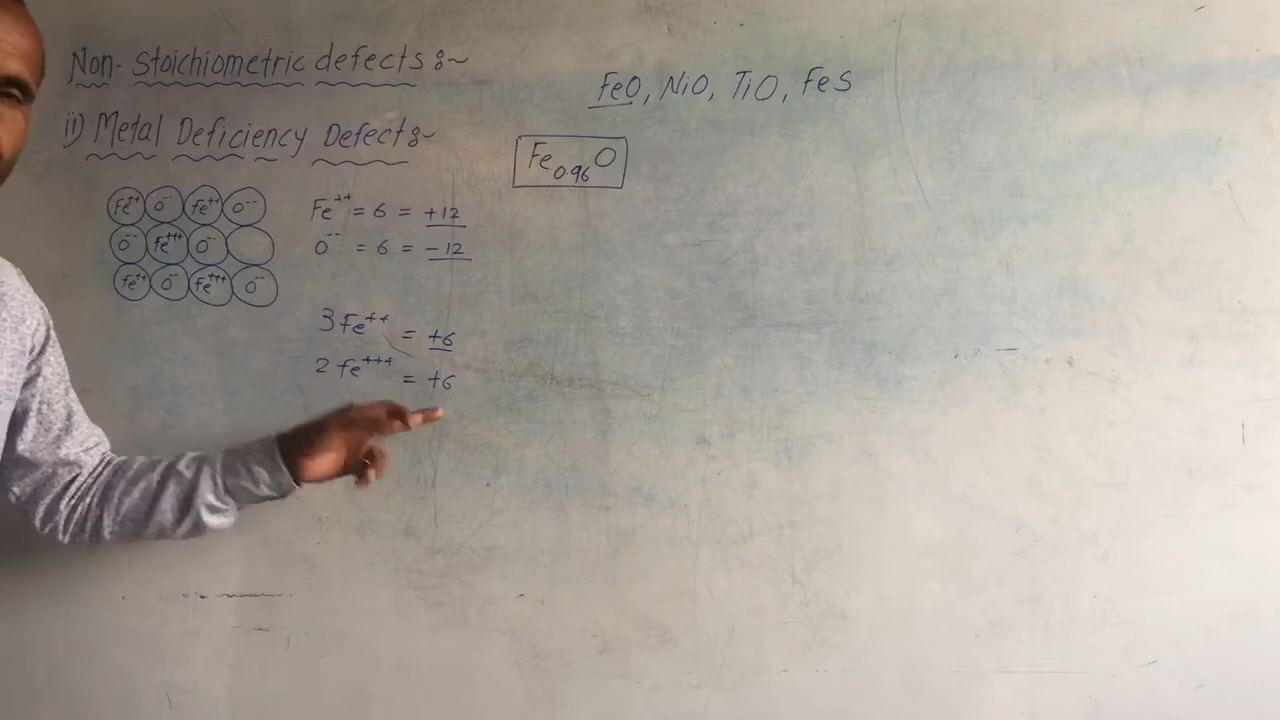 Non-Stoichiometric defects :~
FeO, NiO, TiO, FeS
ii) Metal Deficiency Defect :~
Fe0.96O
Fe++ O-- Fe++ O--
O-- Fe+++ O--
Fe++ O-- Fe+++ O--
Fe++ = 6 = +12
O-- = 6 = -12
3Fe++ = +6
2Fe+++ = +6